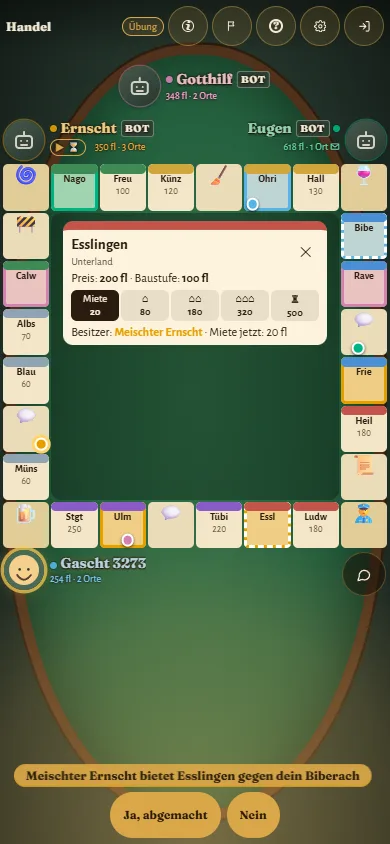 Handel
Übung
Gotthilf BOT
348 fl · 2 Orte
Ernscht BOT
350 fl · 3 Orte
Eugen BOT
618 fl · 1 Ort
Nago
Freu
100
Künz
120
Ohri
Hall
130
Bibe
Calw
Rave
Albs
70
Blau
60
Frie
Heil
180
Müns
60
Esslingen
Unterland
Preis: 200 fl · Baustufe: 100 fl
Miete
20
80
180
320
500
Besitzer: Meischter Ernscht · Miete jetzt: 20 fl
Stgt
250
Ulm
Tübi
220
Essl
Ludw
180
Gascht 3273
254 fl · 2 Orte
Meischter Ernscht bietet Esslingen gegen dein Biberach
Ja, abgemacht
Nein